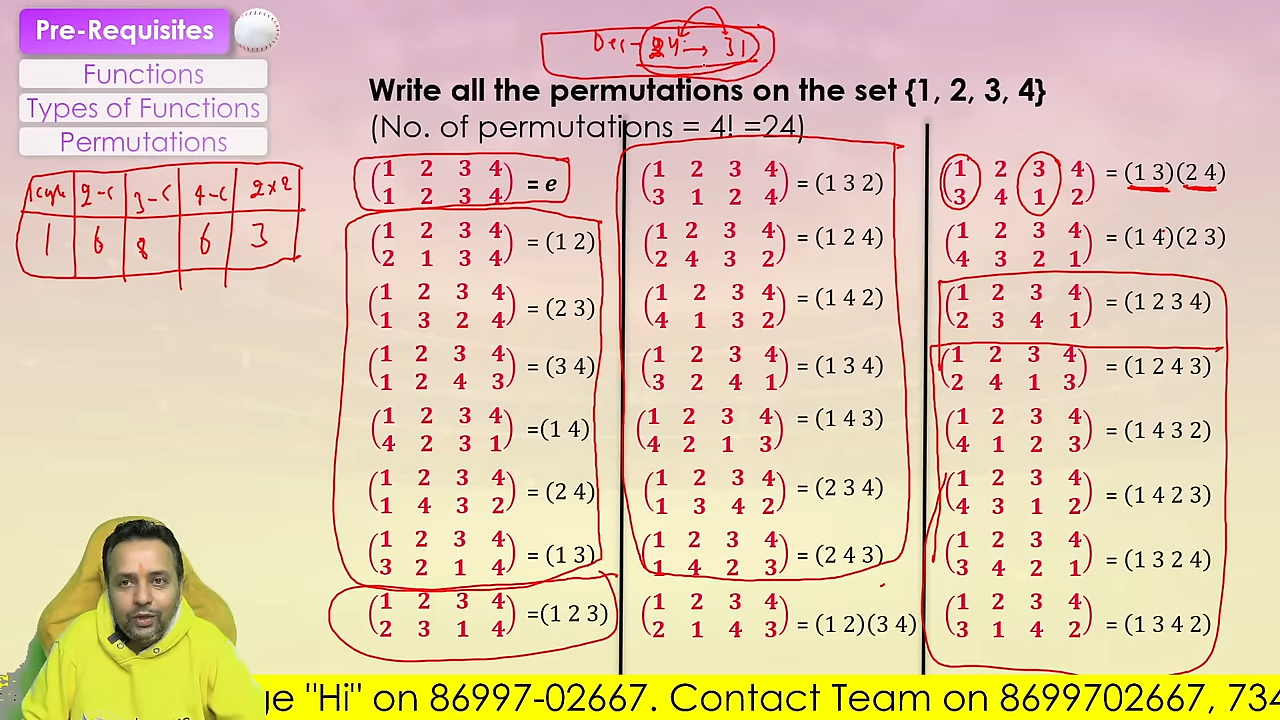 Pre-Requisites
Functions
Types of Functions
Permutations
Dec - 24 → 31
Write all the permutations on the set {1, 2, 3, 4}
(No. of permutations = 4! =24)
1cycle 2-c 3-c 4-c 2x2
1 6 8 6 3
1 2 3 4
1 2 3 4 = e
1 2 3 4
2 1 3 4 = (1 2)
1 2 3 4
1 3 2 4 = (2 3)
1 2 3 4
1 2 4 3 = (3 4)
1 2 3 4
4 2 3 1 =(1 4)
1 2 3 4
1 4 3 2 = (2 4)
1 2 3 4
3 2 1 4 = (1 3)
1 2 3 4
2 3 1 4 =(1 2 3)
1 2 3 4
3 1 2 4 = (1 3 2)
1 2 3 4
2 4 3 2 = (1 2 4)
1 2 3 4
4 1 3 2 = (1 4 2)
1 2 3 4
3 2 4 1 = (1 3 4)
1 2 3 4
4 2 1 3 = (1 4 3)
1 2 3 4
1 3 4 2 = (2 3 4)
1 2 3 4
1 4 2 3 = (2 4 3)
1 2 3 4
2 1 4 3 = (1 2)(3 4)
1 2 3 4
3 4 1 2 = (1 3)(2 4)
1 2 3 4
4 3 2 1 = (1 4)(2 3)
1 2 3 4
2 3 4 1 = (1 2 3 4)
1 2 3 4
2 4 1 3 = (1 2 4 3)
1 2 3 4
4 1 2 3 = (1 4 3 2)
1 2 3 4
4 3 1 2 = (1 4 2 3)
1 2 3 4
3 4 2 1 = (1 3 2 4)
1 2 3 4
3 1 4 2 = (1 3 4 2)
ge "Hi" on 86997-02667. Contact Team on 8699702667, 734